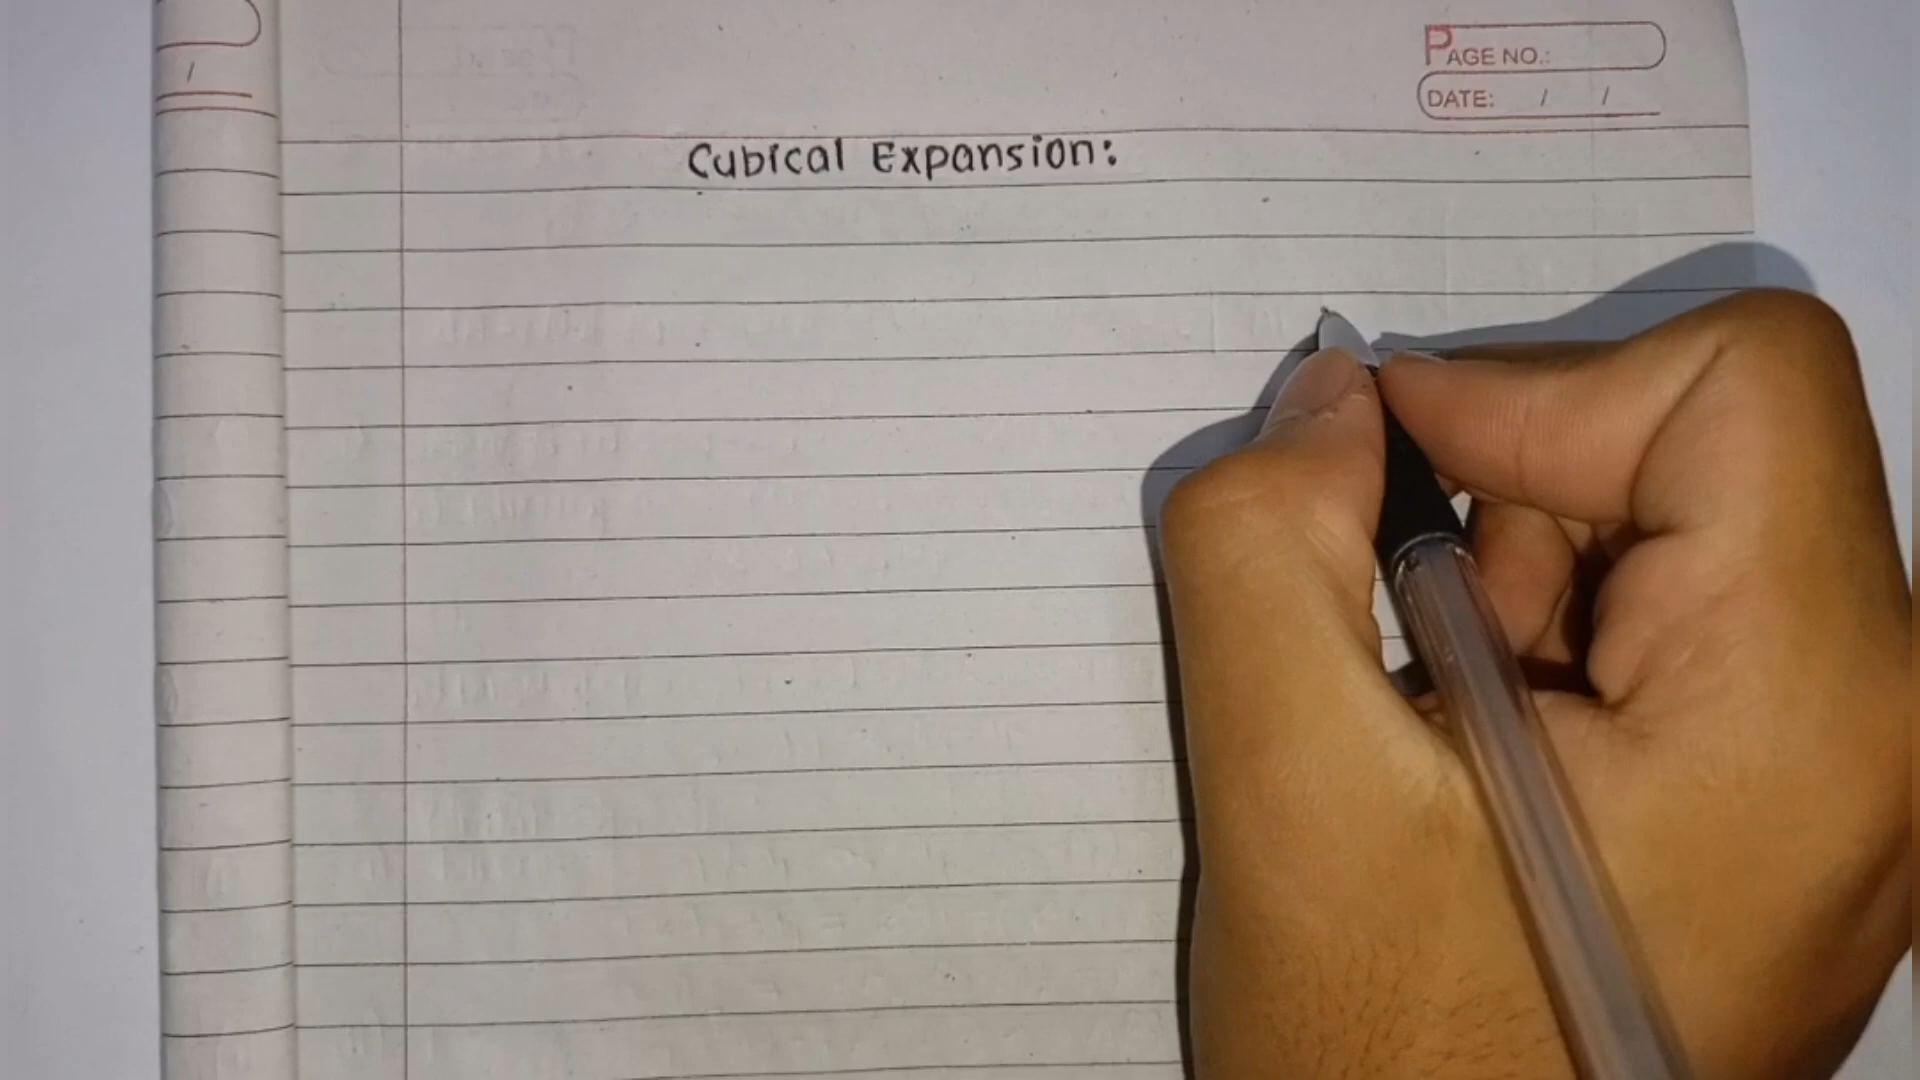 PAGE NO.:
DATE: / /
/
Cubical Expansion: